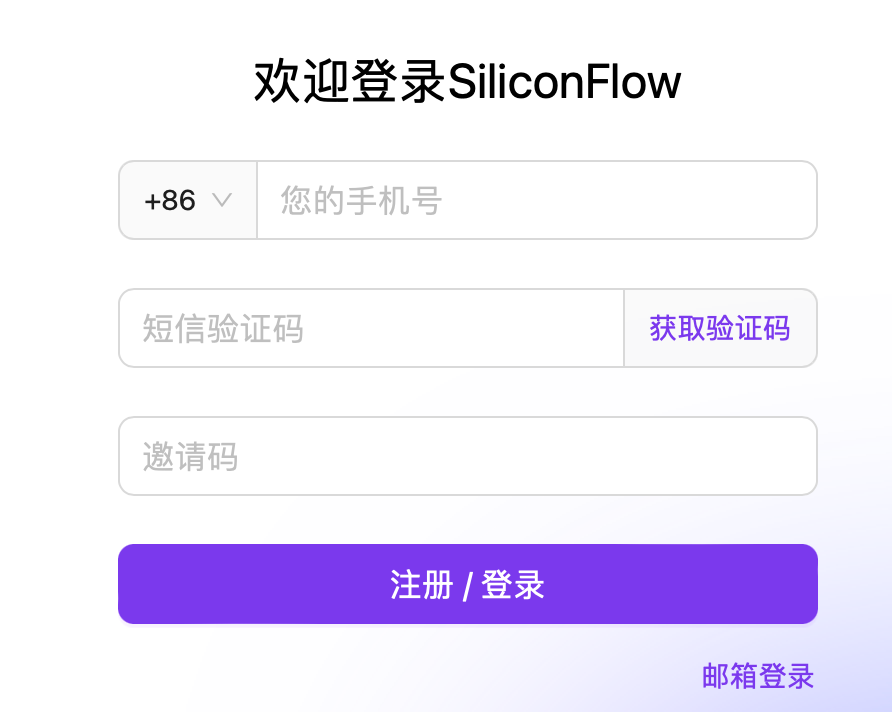 欢迎登录SiliconFlow
+86 您的手机号
短信验证码 获取验证码
邀请码
注册 / 登录
邮箱登录